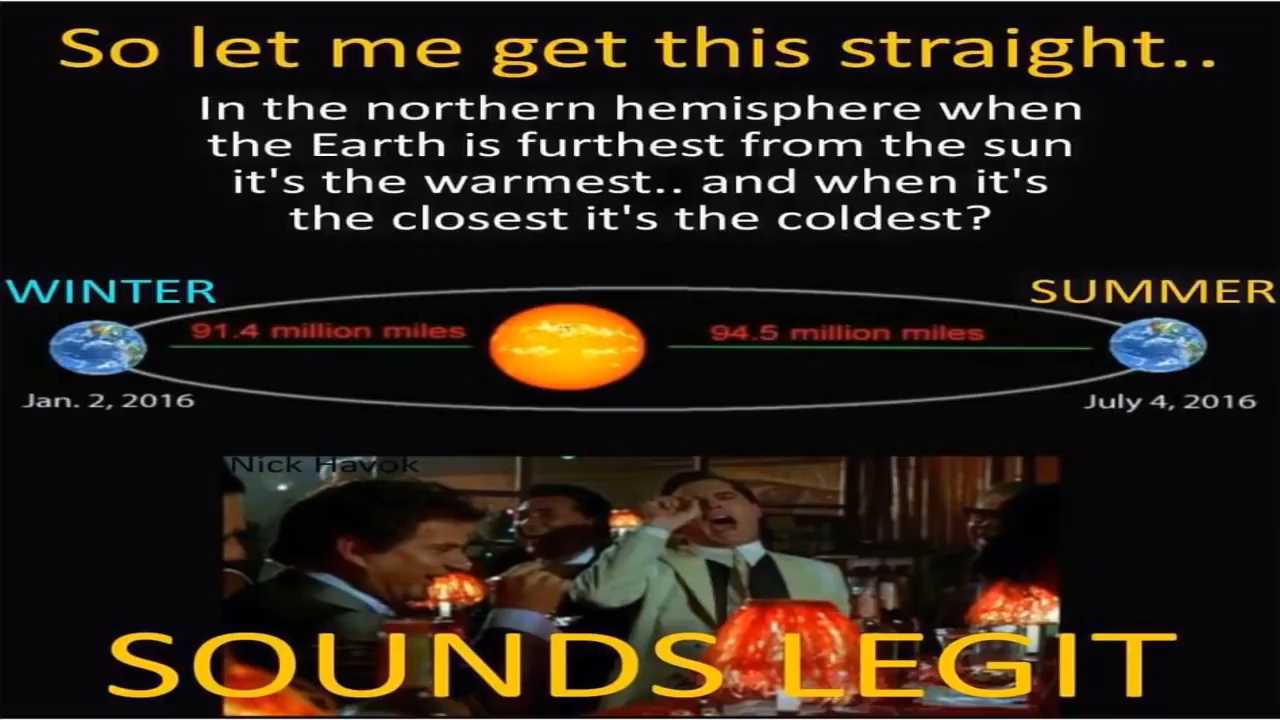 So let me get this straight..
In the northern hemisphere when
the Earth is furthest from the sun
it's the warmest.. and when it's
the closest it's the coldest?
WINTER
SUMMER
91.4 million miles
94.5 million miles
Jan. 2, 2016
July 4, 2016
Nick Havok
SOUNDS LEGIT